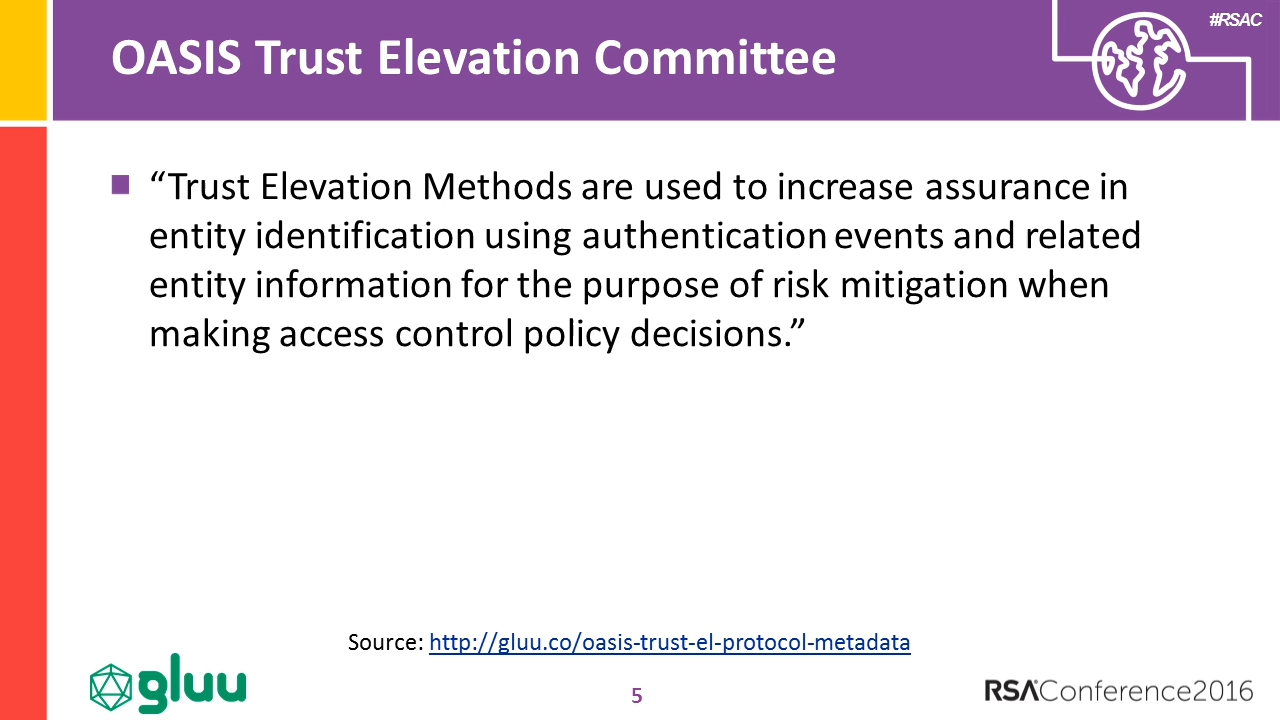 #RSAC
OASIS Trust Elevation Committee
“Trust Elevation Methods are used to increase assurance in
entity identification using authentication events and related
entity information for the purpose of risk mitigation when
making access control policy decisions.”
Source: http://gluu.co/oasis-trust-el-protocol-metadata
gluu
5
RSAConference2016